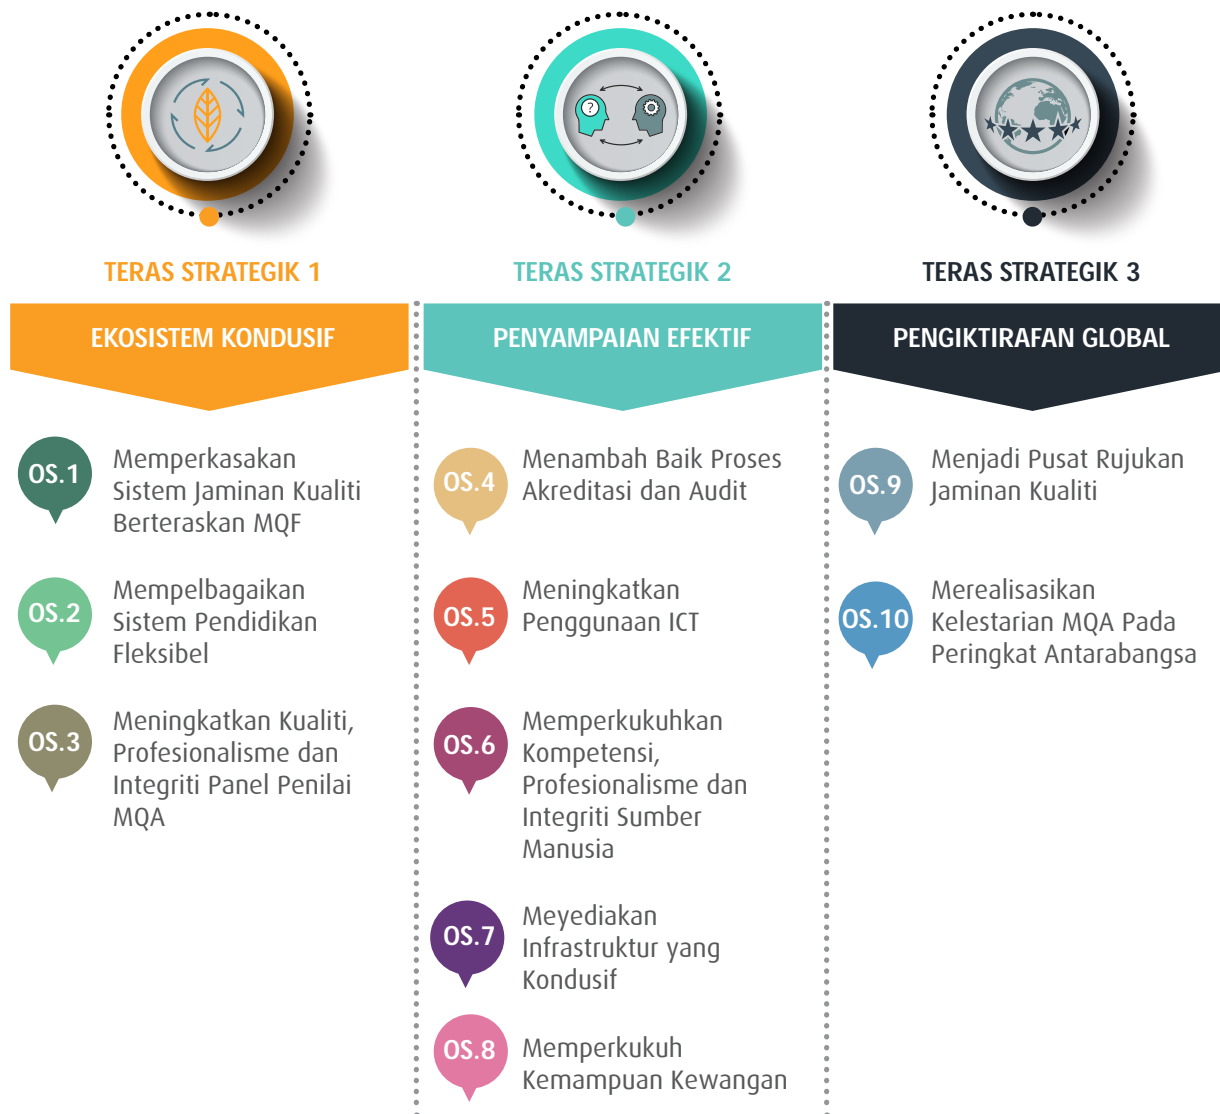 TERAS STRATEGIK 1
EKOSISTEM KONDUSIF
OS.1
Memperkasakan
Sistem Jaminan Kualiti
Berteraskan MQF
OS.2
Mempelbagaikan
Sistem Pendidikan
Fleksibel
OS.3
Meningkatkan Kualiti,
Profesionalisme dan
Integriti Panel Penilai
MQA
?
TERAS STRATEGIK 2
PENYAMPAIAN EFEKTIF
OS.4
Menambah Baik Proses
Akreditasi dan Audit
OS.5
Meningkatkan
Penggunaan ICT
OS.6
Memperkukuhkan
Kompetensi,
Profesionalisme dan
Integriti Sumber
Manusia
OS.7
Meyediakan
Infrastruktur yang
Kondusif
OS.8
Memperkukuh
Kemampuan Kewangan
TERAS STRATEGIK 3
PENGIKTIRAFAN GLOBAL
OS.9
Menjadi Pusat Rujukan
Jaminan Kualiti
OS.10
Merealisasikan
Kelestarian MQA Pada
Peringkat Antarabangsa